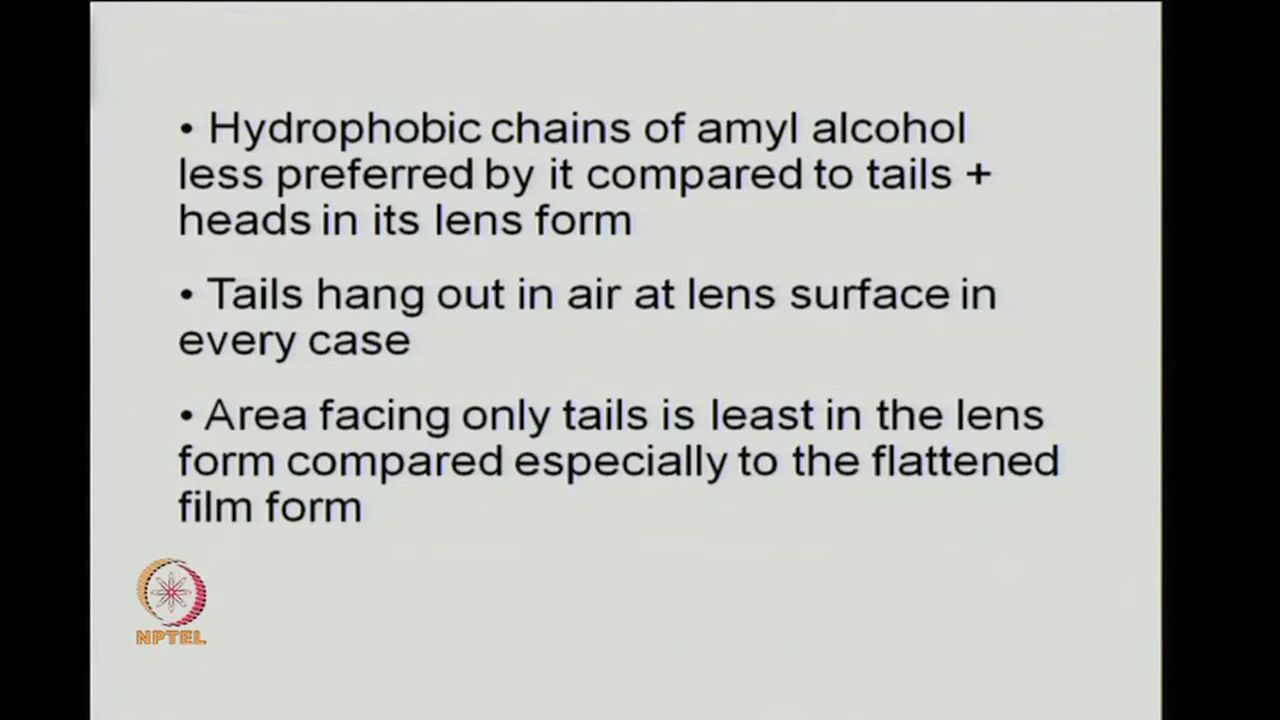 • Hydrophobic chains of amyl alcohol
less preferred by it compared to tails +
heads in its lens form
• Tails hang out in air at lens surface in
every case
• Area facing only tails is least in the lens
form compared especially to the flattened
film form
NPTEL